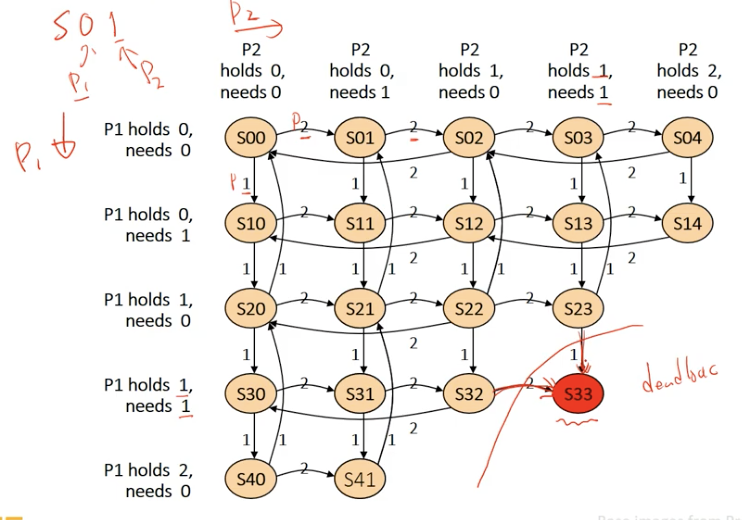 S01
P1
P2
P2
P1
P2 holds 0, needs 0
P2 holds 0, needs 1
P2 holds 1, needs 0
P2 holds 1, needs 1
P2 holds 2, needs 0
P1 holds 0, needs 0
S00 2 S01 2 S02 2 S03 2 S04
P2
2 2
P1
1 1 1 1 1
P1 holds 0, needs 1
S10 2 S11 2 S12 2 S13 2 S14
2 2
1 1 1 1 1 1 1 1
P1 holds 1, needs 0
S20 2 S21 2 S22 2 S23
2
1 1 1 1
P1 holds 1, needs 1
S30 2 S31 2 S32 2 S33
deadloc
2
1 1 1 1
P1 holds 2, needs 0
S40 2 S41